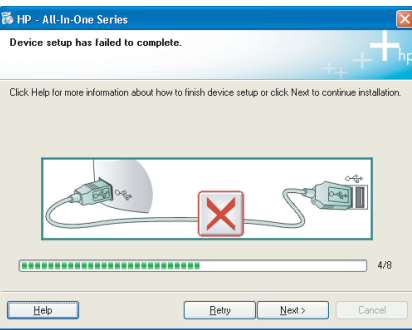 HP - All-In-One Series
Device setup has failed to complete.
hp
Click Help for more information about how to finish device setup or click Next to continue installation.
4/8
Help
Retry
Next >
Cancel